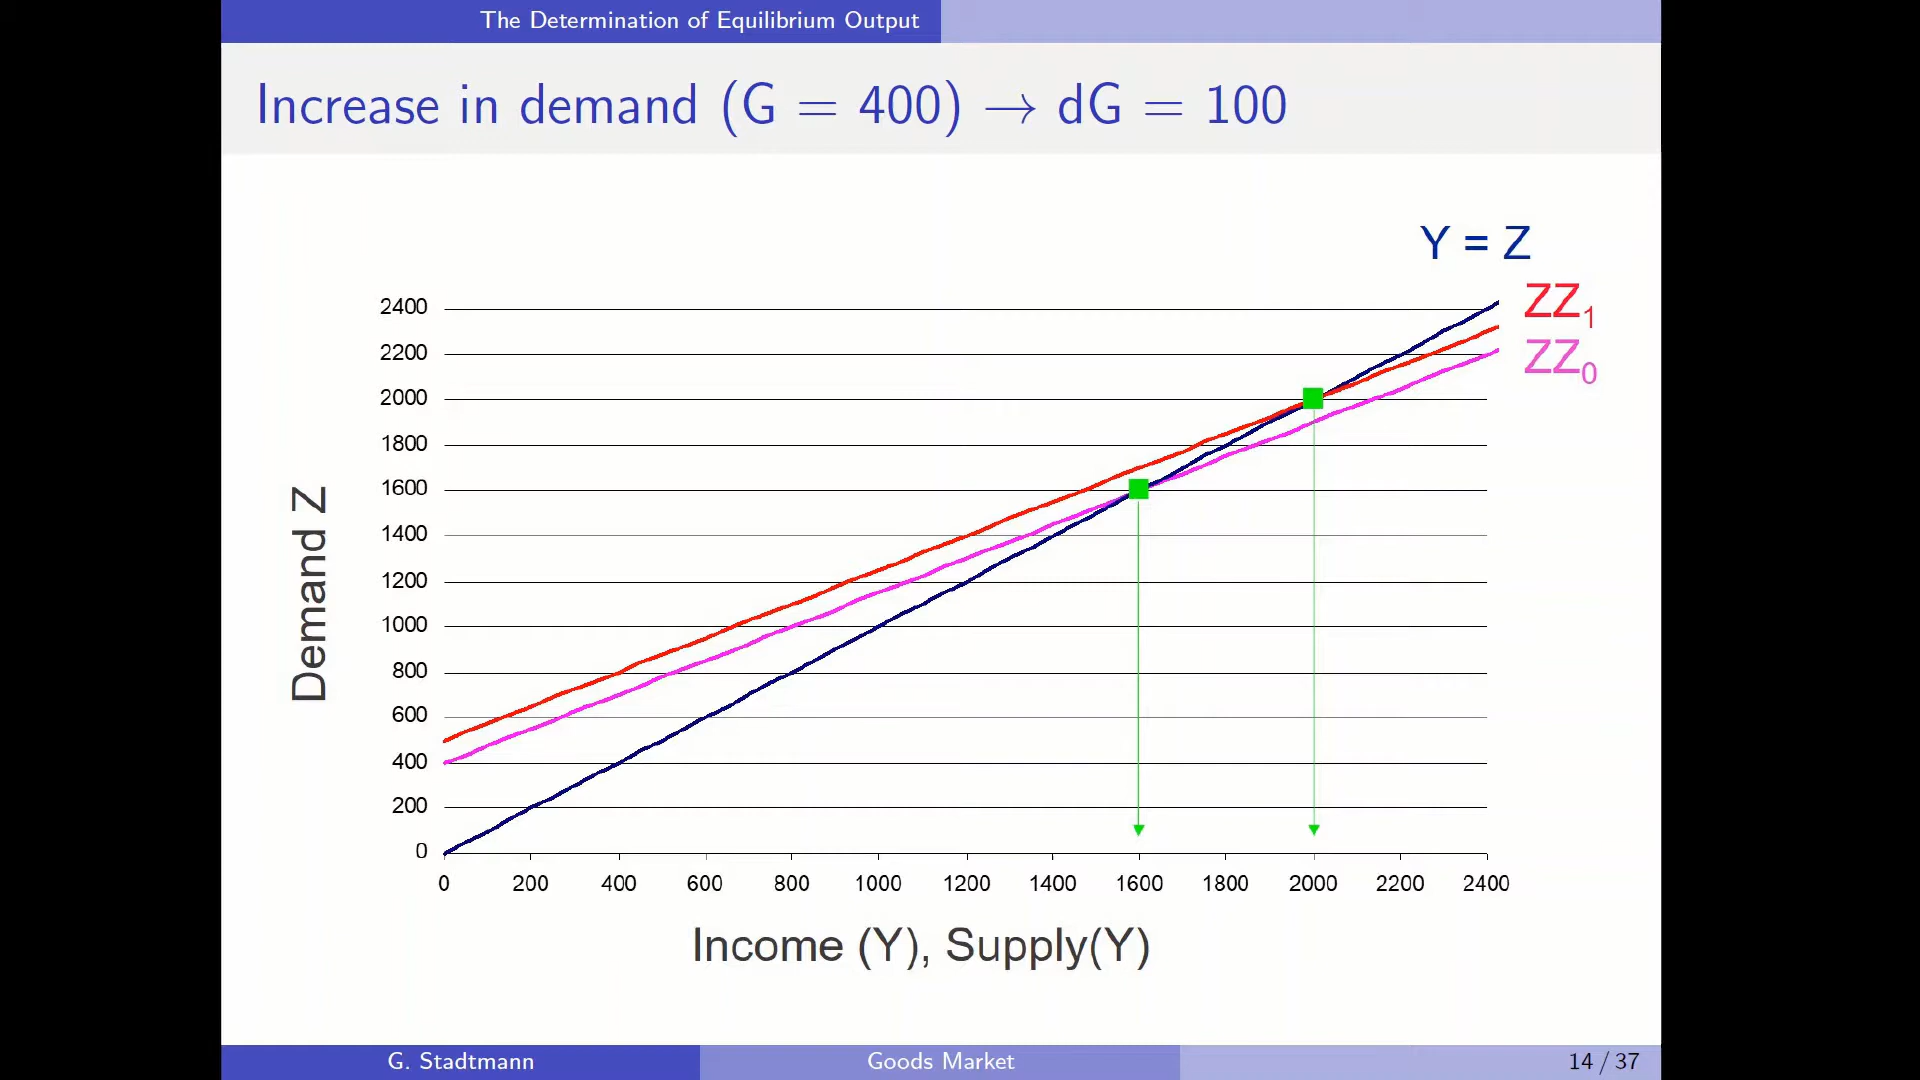 The Determination of Equilibrium Output
Increase in demand (G = 400) → dG = 100
Y = Z
ZZ1
ZZ0
2400
2200
2000
1800
1600
1400
1200
1000
800
600
400
200
0
Demand Z
0 200 400 600 800 1000 1200 1400 1600 1800 2000 2200 2400
Income (Y), Supply(Y)
G. Stadtmann Goods Market 14 / 37